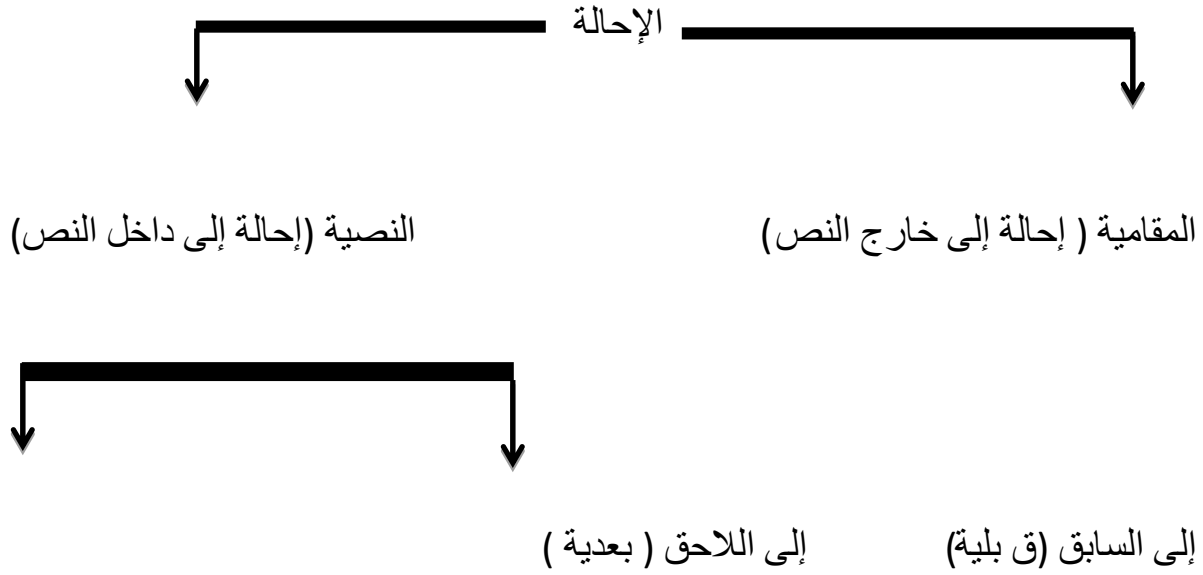 الإحالة
المقامية ( إحالة إلى خارج النص) النصية (إحالة إلى داخل النص)
إلى السابق (ق بلية) إلى اللاحق ( بعدية )